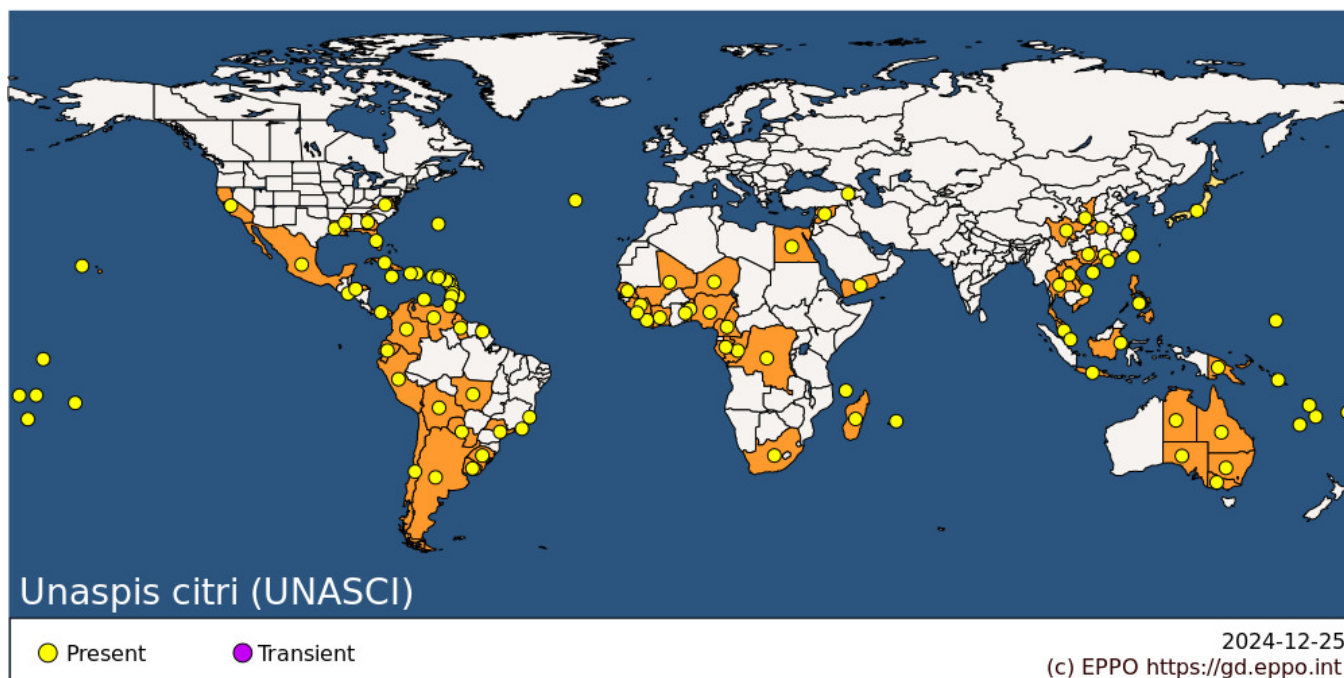 Unaspis citri (UNASCI)
Present
Transient
2024-12-25
(c) EPPO https://gd.eppo.int